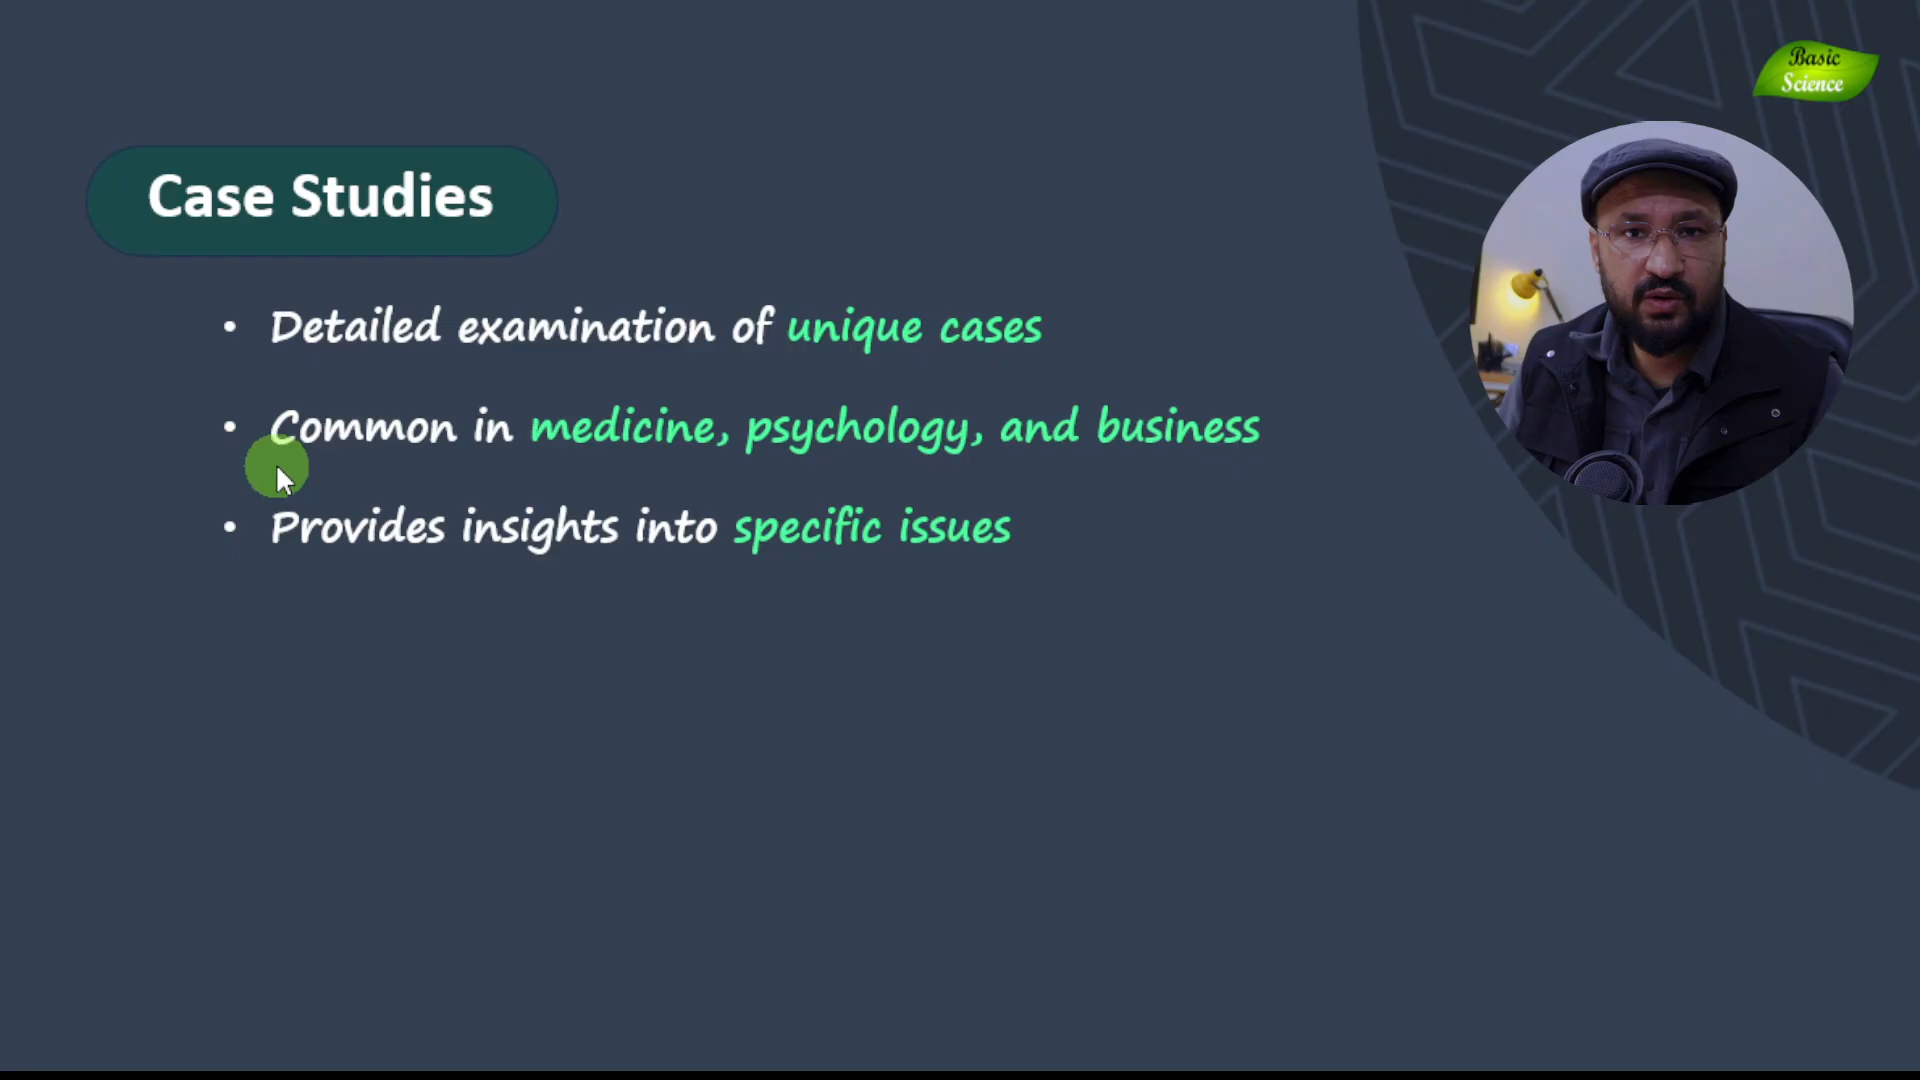 Basic
Science
Case Studies
• Detailed examination of unique cases
• Common in medicine, psychology, and business
• Provides insights into specific issues